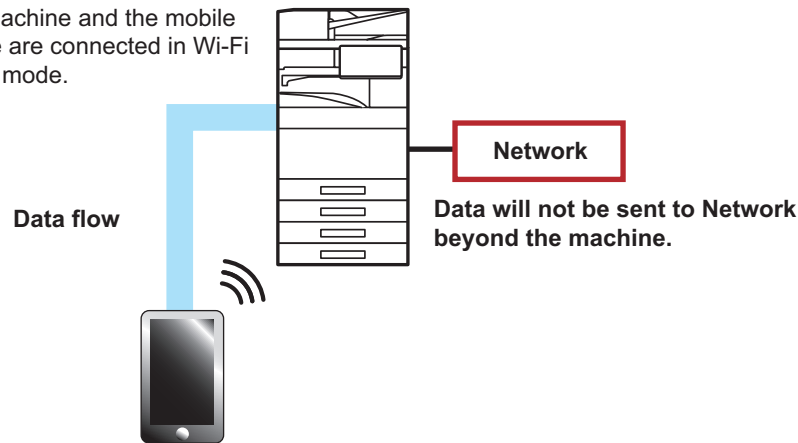 achine and the mobile
e are connected in Wi-Fi
mode.
Network
Data flow
Data will not be sent to Network
beyond the machine.